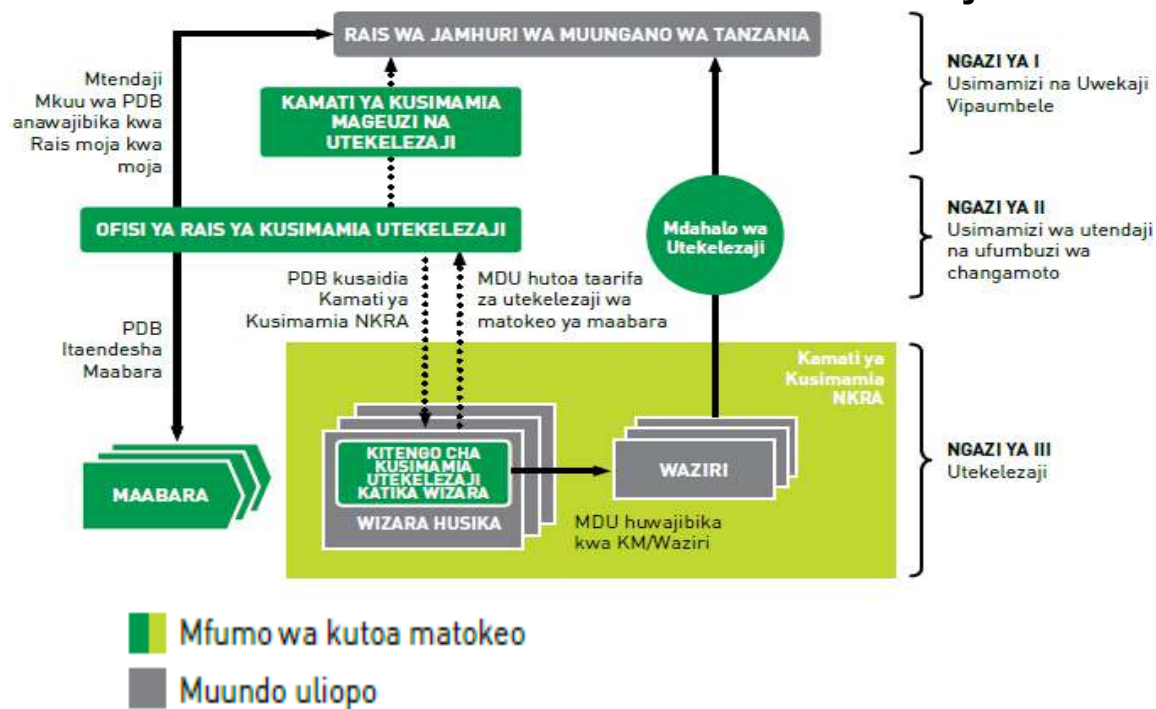 RAIS WA JAMHURI WA MUUNGANO WA TANZANIA
Mtendaji
Mkuu wa PDB
anawajibika kwa
Rais moja kwa
moja
KAMATI YA KUSIMAMIA
MAGEUZI NA
UTEKELEZAJI
NGAZI YA I
Usimamizi na Uwekaji
Vipaumbele
OFISI YA RAIS YA KUSIMAMIA UTEKELEZAJI
Mdahalo wa
Utekelezaji
NGAZI YA II
Usimamizi wa utendaji
na ufumbuzi wa
changamoto
PDB kusaidia
Kamati ya
Kusimamia NKRA
MDU hutoa taarifa
za utekelezaji wa
matokeo ya maabara
PDB
Itaendesha
Maabara
Kamati ya
Kusimamia
NKRA
MAABARA
KITENGO CHA
KUSIMAMIA
UTEKELEZAJI
KATIKA WIZARA
WIZARA HUSIKA
WAZIRI
MDU huwajibika
kwa KM/Waziri
NGAZI YA III
Utekelezaji
Mfumo wa kutoa matokeo
Muundo uliopo